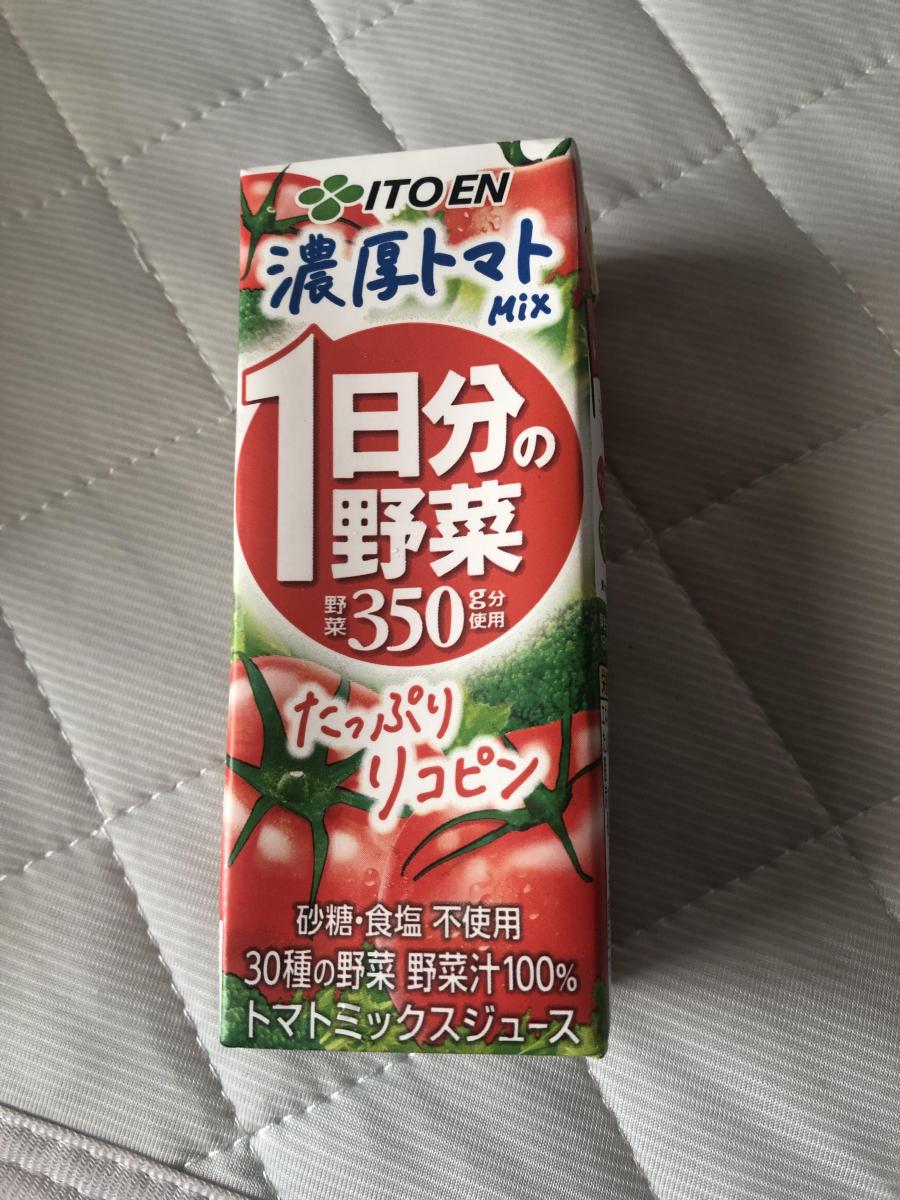 ITO EN
濃厚トマト
Mix
1日分の
野菜
野菜350g分使用
たっぷり
リコピン
砂糖・食塩 不使用
30種の野菜 野菜汁100%
トマトミックスジュース